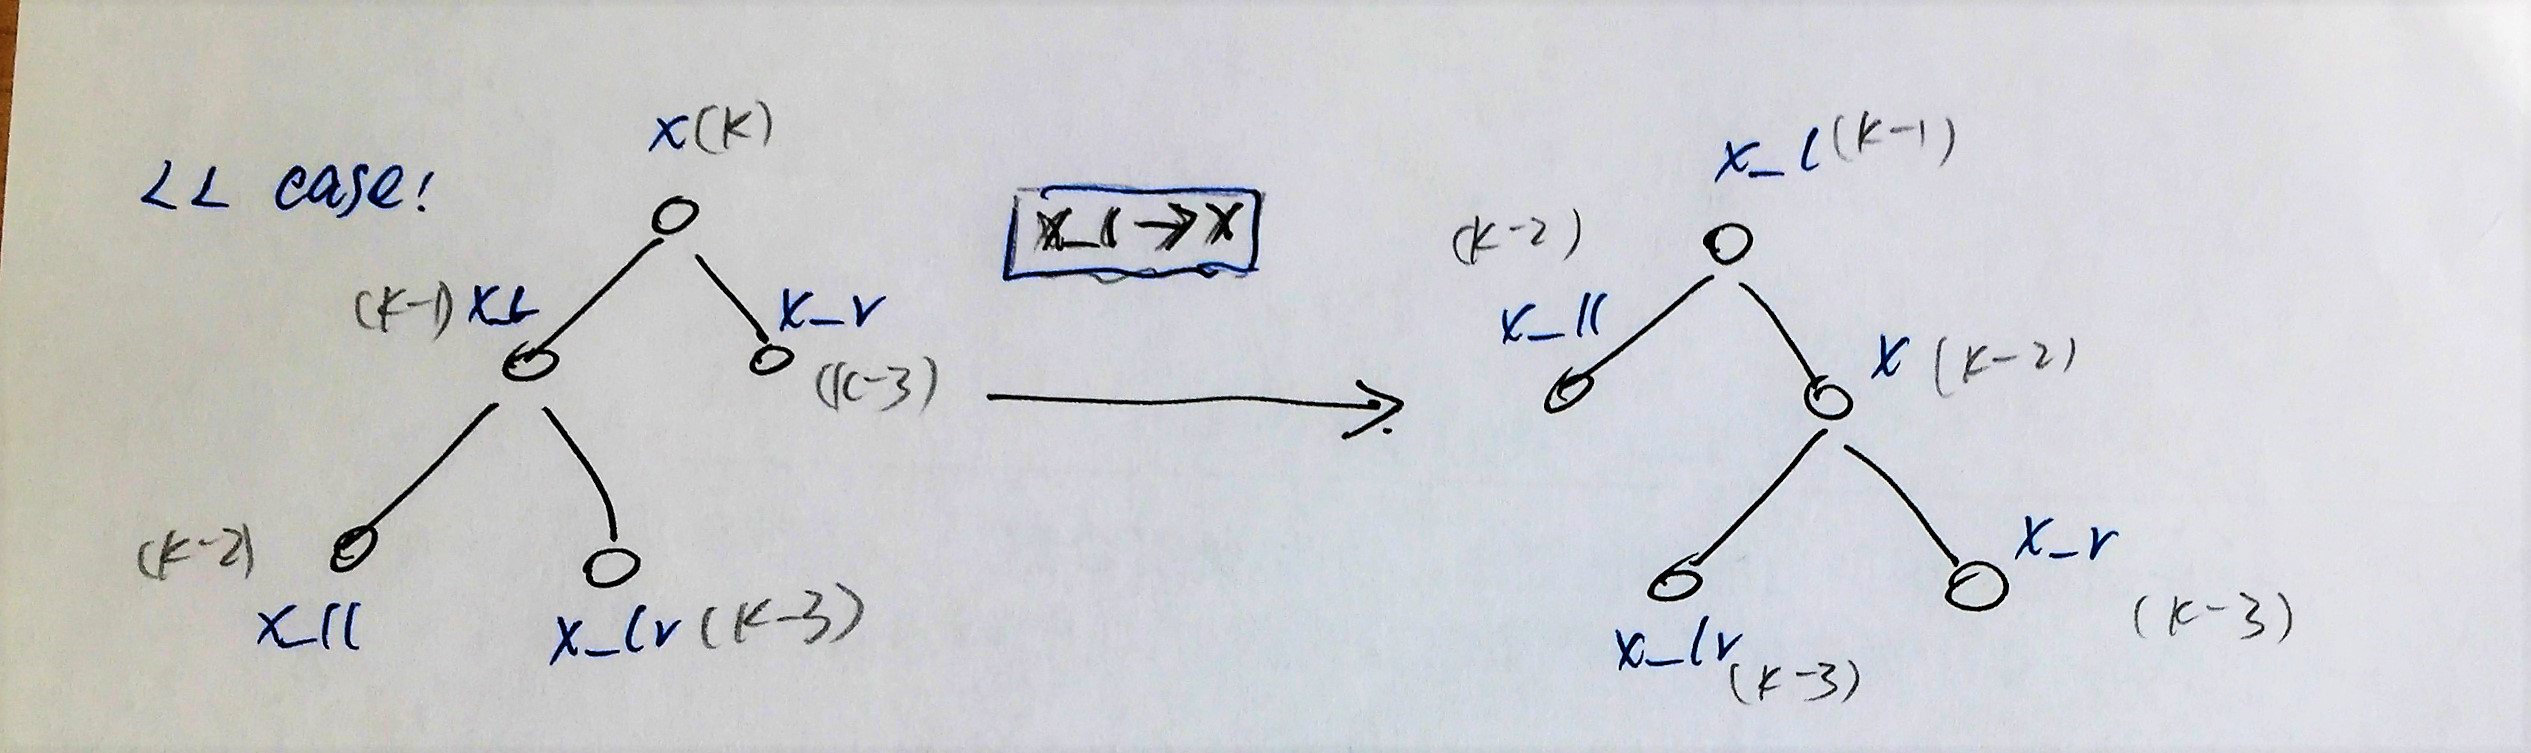 LL case!
x(k)
(k-1) x_L
x_r
(k-3)
(k-2)
x_ll
x_lr (k-3)
x_l → x
x_l (k-1)
(k-2)
x_ll
x (k-2)
x_r
(k-3)
x_lr
(k-3)